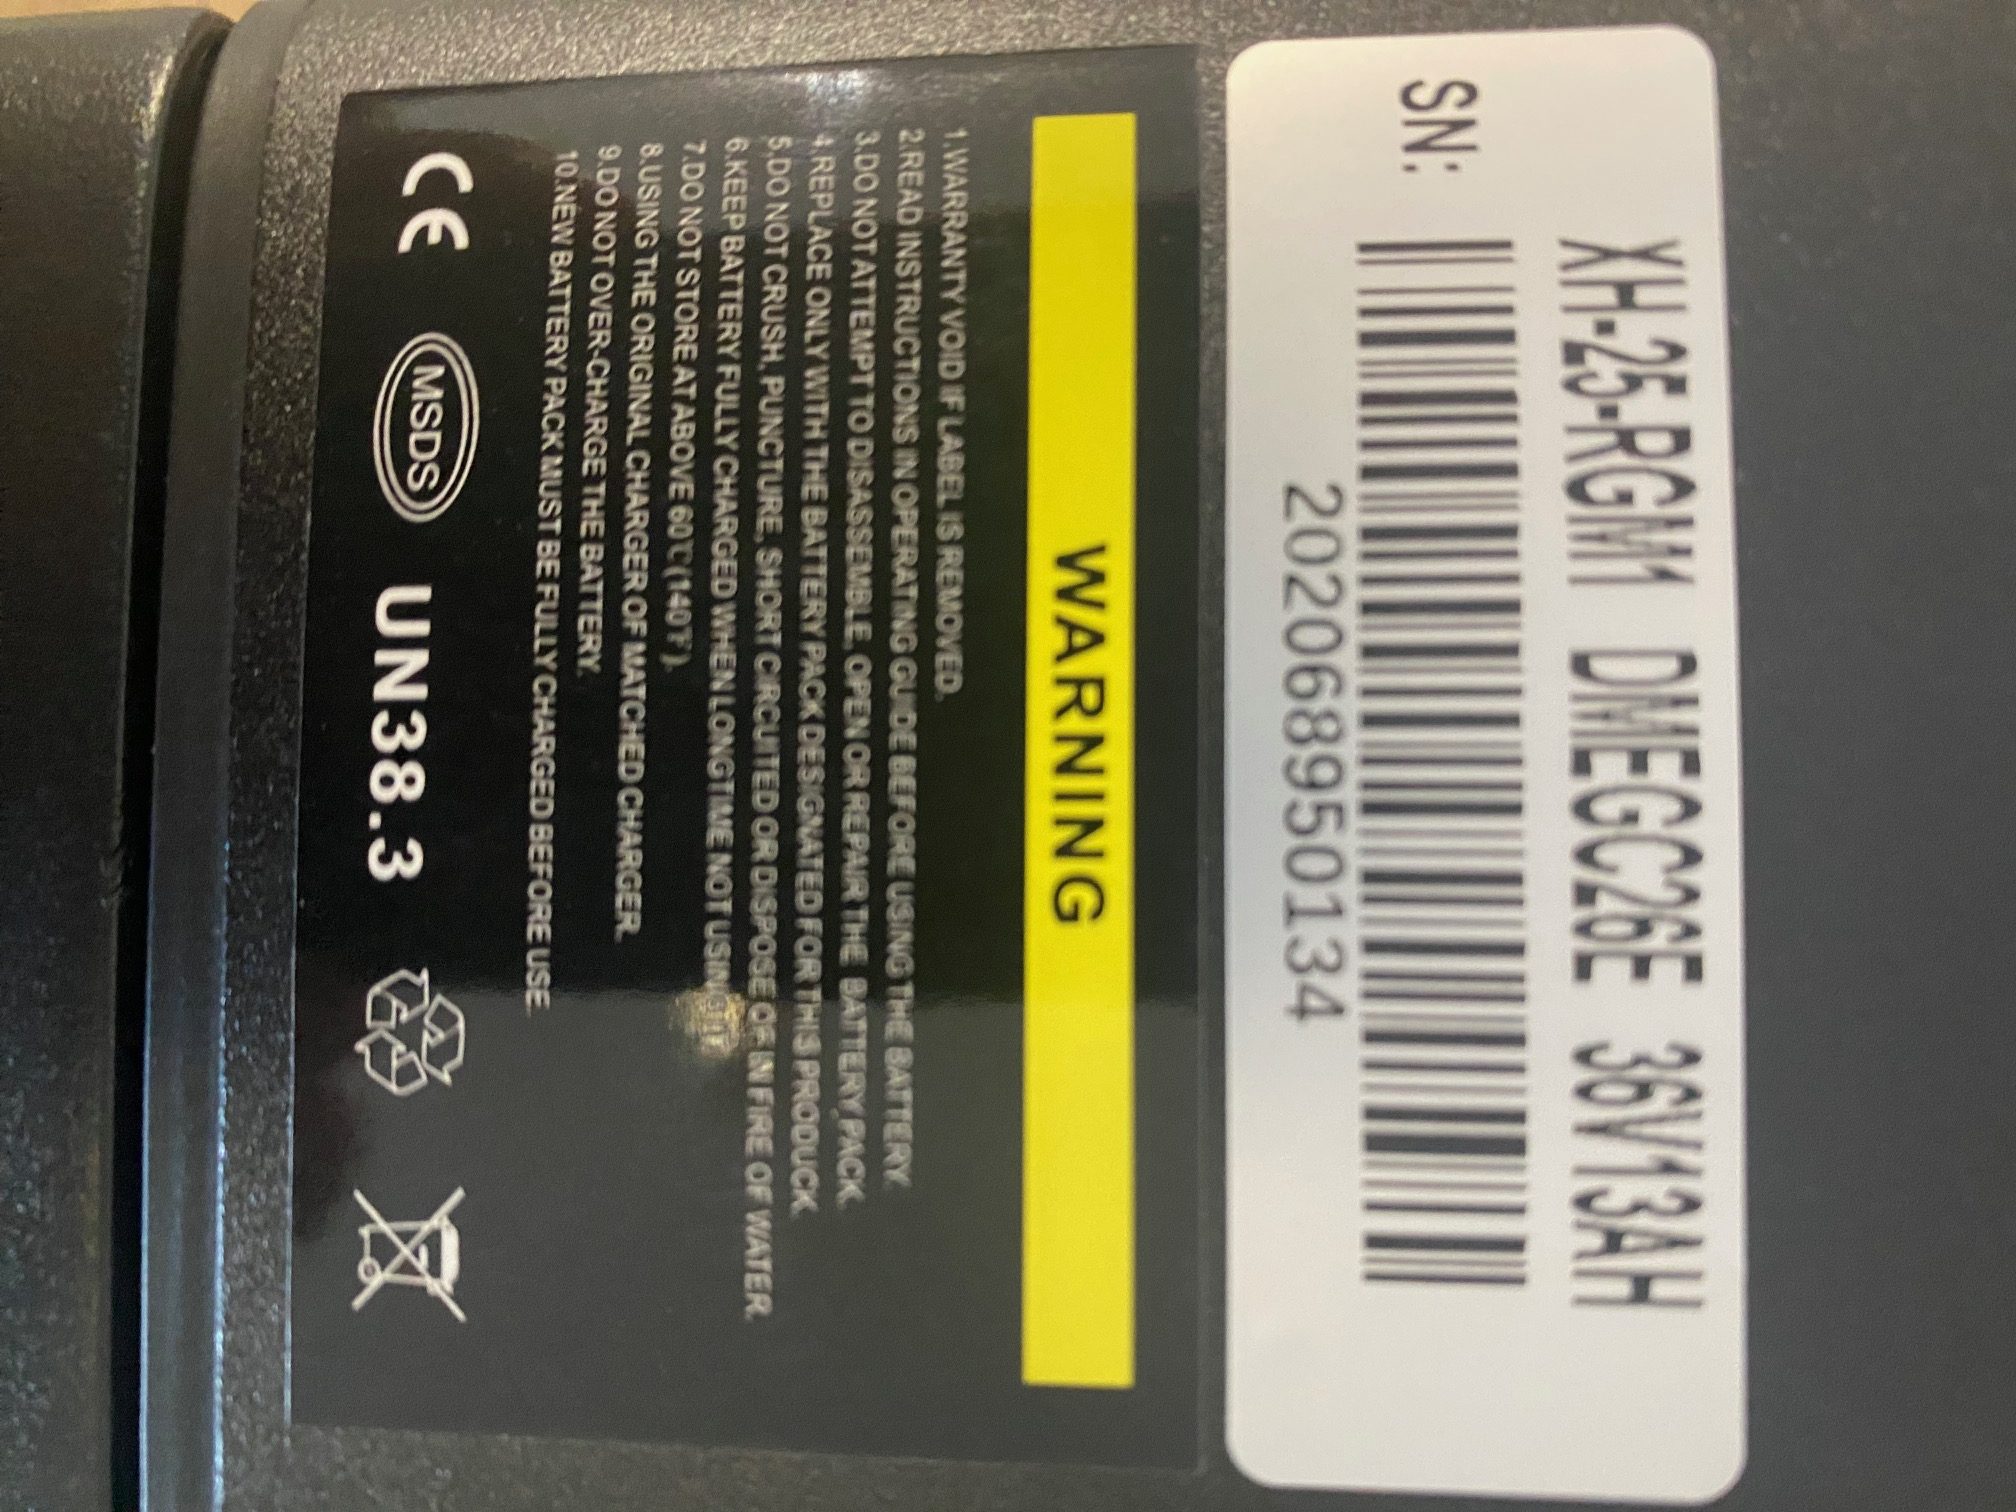 XH-25-RGM1 DMEGC26E 36V13AH
SN:
2020689501​34
WARNING
1.WARRANTY VOID IF LABEL IS REMOVED.
2.READ INSTRUCTIONS IN OPERATING GUIDE BEFORE USING THE BATTERY.
3.DO NOT ATTEMPT TO DISASSEMBLE, OPEN OR REPAIR THE BATTERY PACK.
4.REPLACE ONLY WITH THE BATTERY PACK DESIGNATED FOR THIS PRODUCK.
5.DO NOT CRUSH, PUNCTURE, SHORT CIRCUITED OR DISPOSE OF IN FIRE OF WATER.
6.KEEP BATTERY FULLY CHARGED WHEN LONG TIME NOT USING IT.
7.DO NOT STORE AT ABOVE 60℃(140℉).
8.USING THE ORIGINAL CHARGER OF MATCHED CHARGER.
9.DO NOT OVER-CHARGE THE BATTERY.
10.NEW BATTERY PACK MUST BE FULLY CHARGED BEFORE USE.
CE MSDS UN38.3